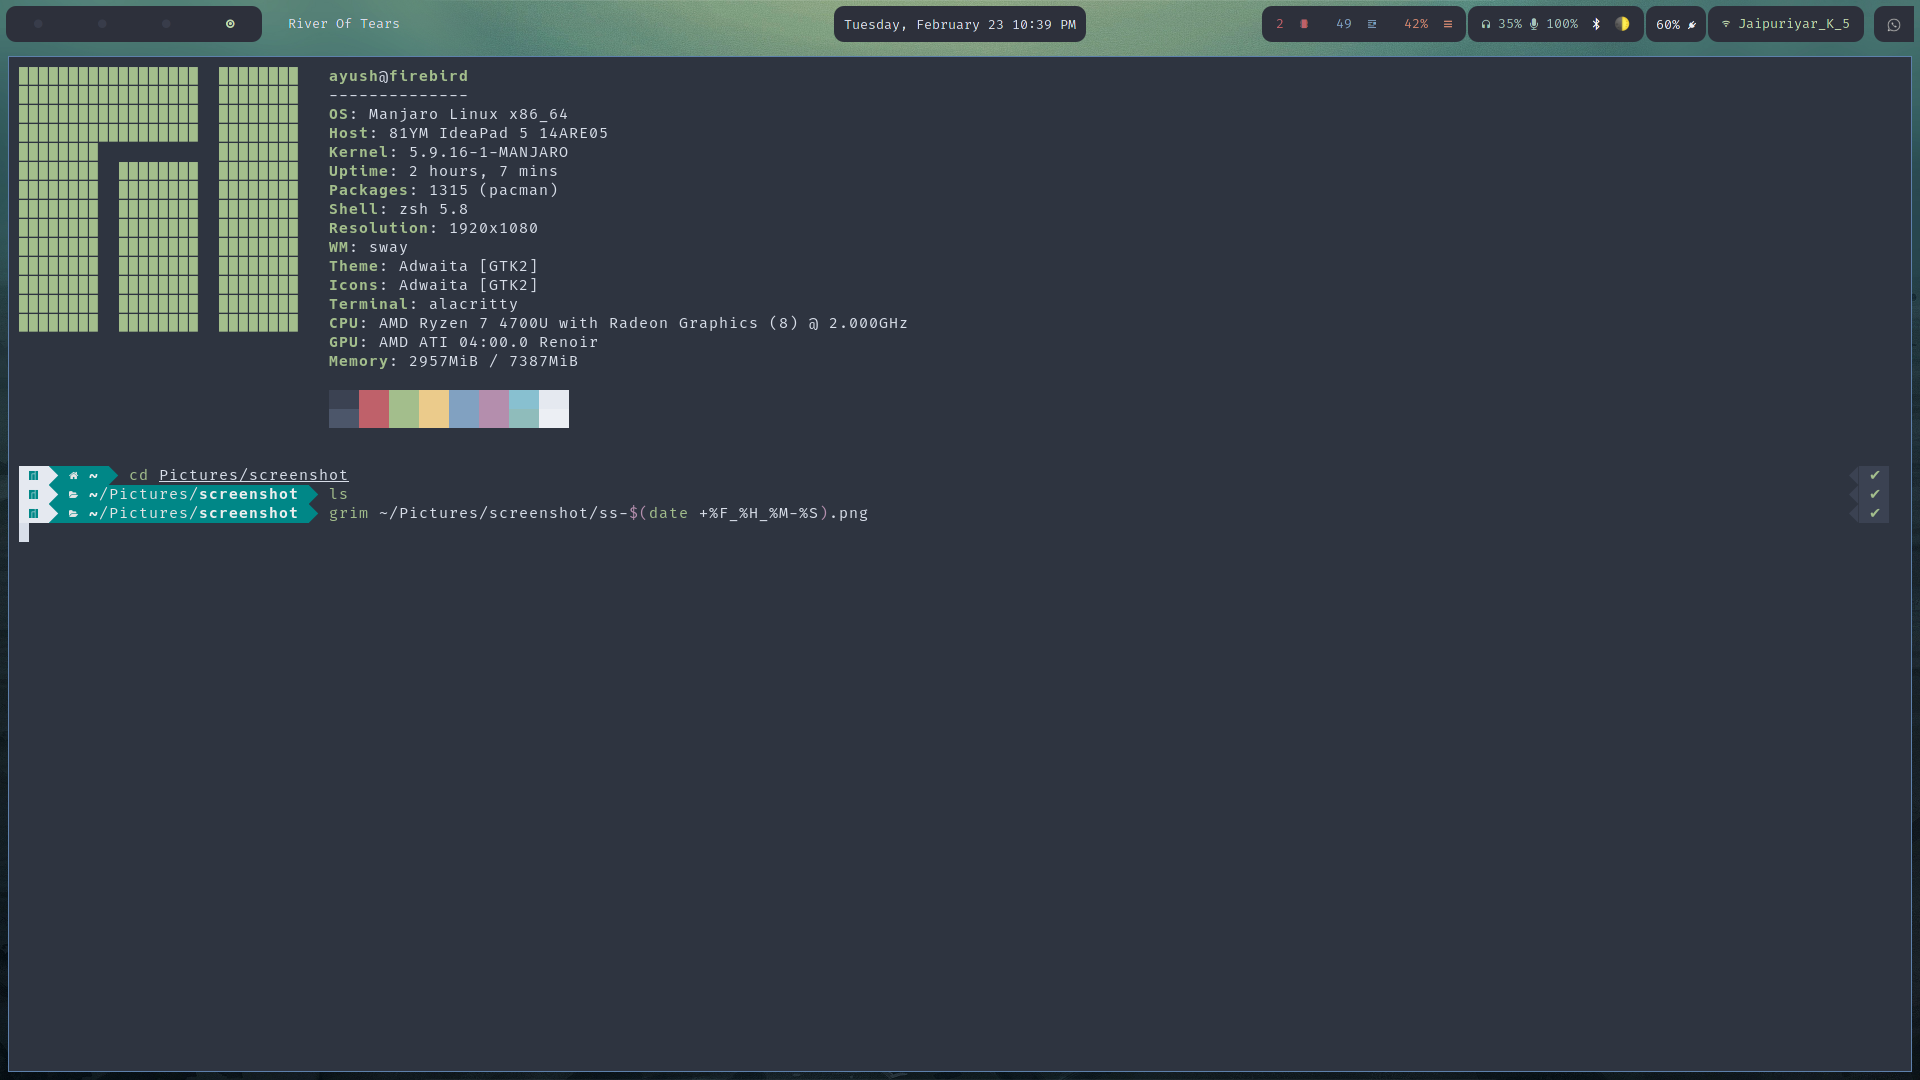 River Of Tears
Tuesday, February 23 10:39 PM
2 49 42%
35% 100%
60%
Jaipuriyar_K_5
ayush@firebird
--------------
OS: Manjaro Linux x86_64
Host: 81YM IdeaPad 5 14ARE05
Kernel: 5.9.16-1-MANJARO
Uptime: 2 hours, 7 mins
Packages: 1315 (pacman)
Shell: zsh 5.8
Resolution: 1920x1080
WM: sway
Theme: Adwaita [GTK2]
Icons: Adwaita [GTK2]
Terminal: alacritty
CPU: AMD Ryzen 7 4700U with Radeon Graphics (8) @ 2.000GHz
GPU: AMD ATI 04:00.0 Renoir
Memory: 2957MiB / 7387MiB
~ cd Pictures/screenshot ✔
~/Pictures/screenshot ls ✔
~/Pictures/screenshot grim ~/Pictures/screenshot/ss-$(date +%F_%H_%M-%S).png ✔